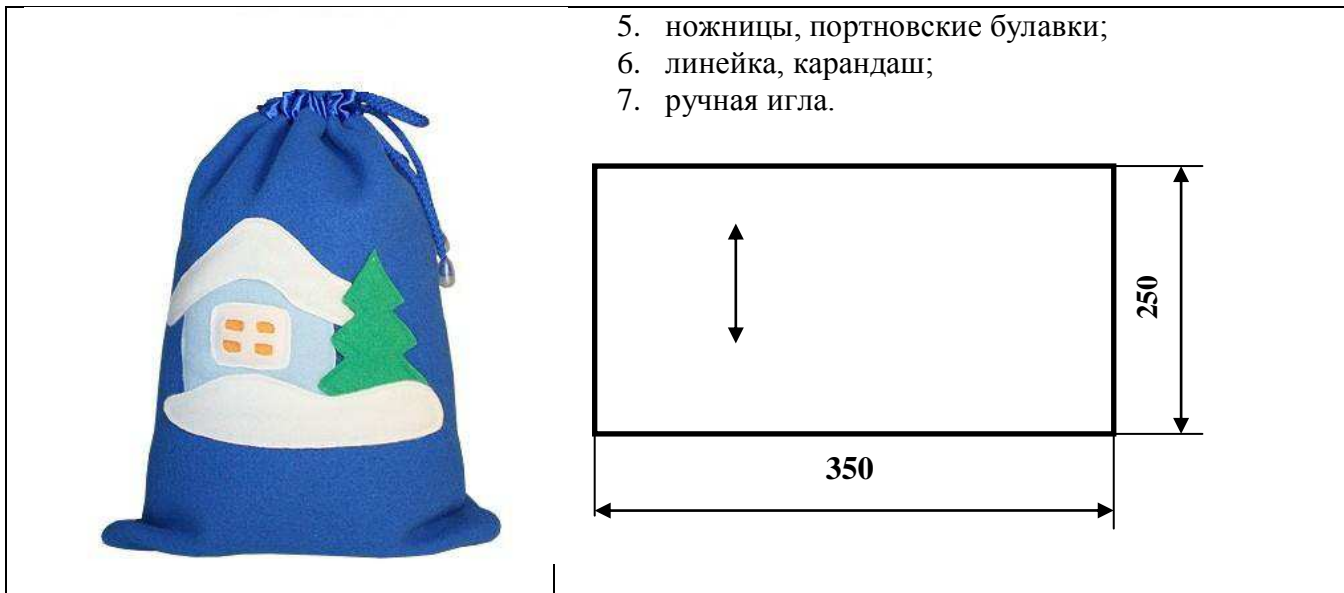 5. ножницы, портновские булавки;
6. линейка, карандаш;
7. ручная игла.
250
350